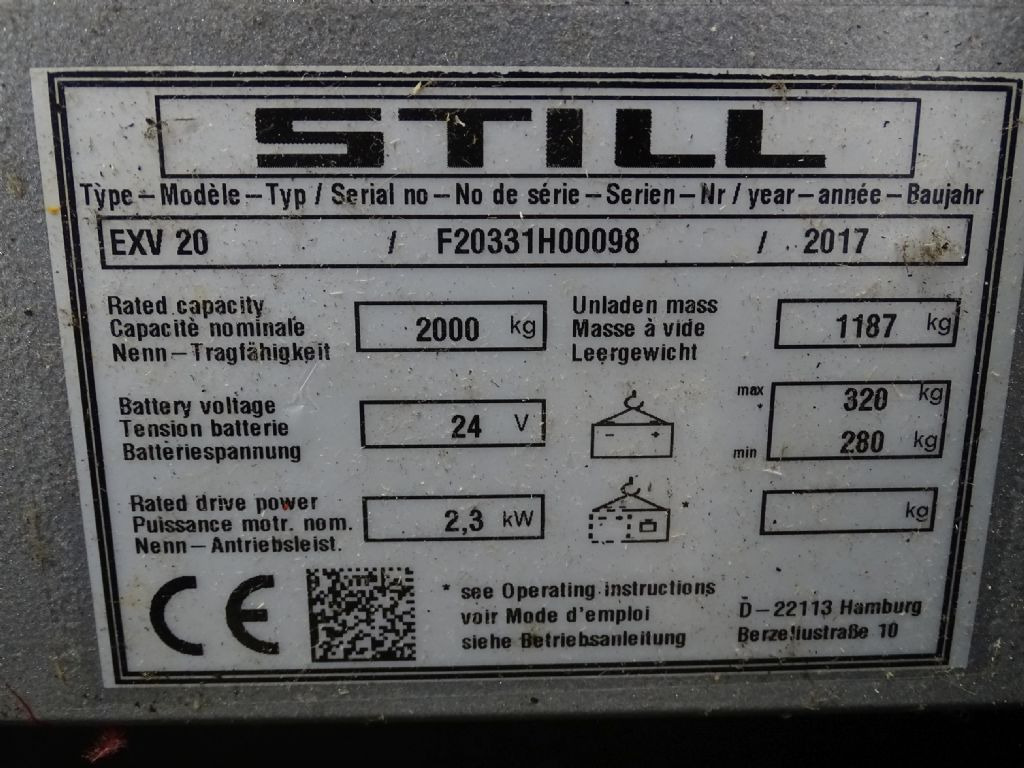 STILL
Type – Modèle – Typ / Serial no – No de série – Serien – Nr / year – année – Baujahr
EXV 20 / F20331H00098 / 2017
Rated capacity
Capacité nominale
Nenn – Tragfähigkeit
2000 kg
Unladen mass
Masse à vide
Leergewicht
1187 kg
Battery voltage
Tension batterie
Batteriespannung
24 V
- +
max 320 kg
*
min 280 kg
Rated drive power
Puissance motr. nom.
Nenn – Antriebsleist.
2,3 kW
*
kg
CE
* see Operating instructions
voir Mode d'emploi
siehe Betriebsanleitung
D – 22113 Hamburg
Berzeliustraße 10